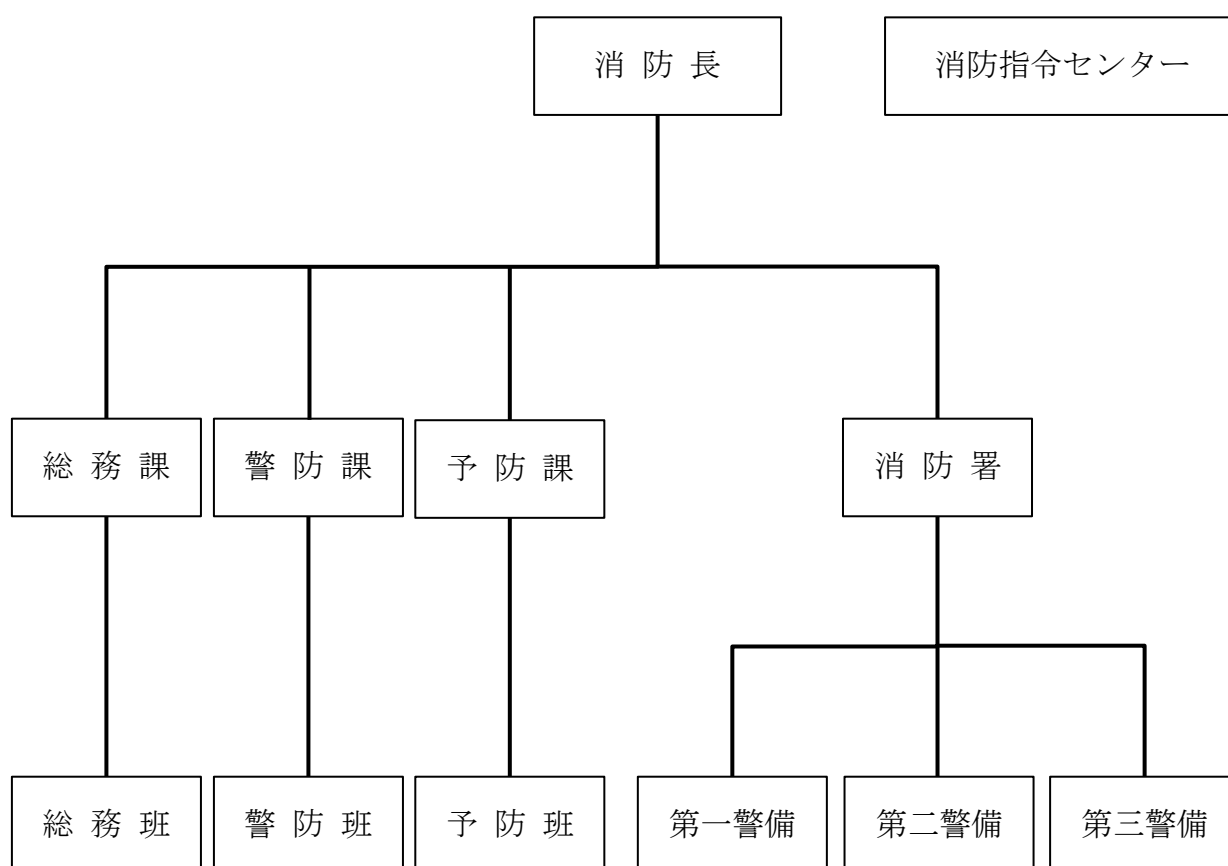 消防長
消防指令センター
総務課
警防課
予防課
消防署
総務班
警防班
予防班
第一警備
第二警備
第三警備